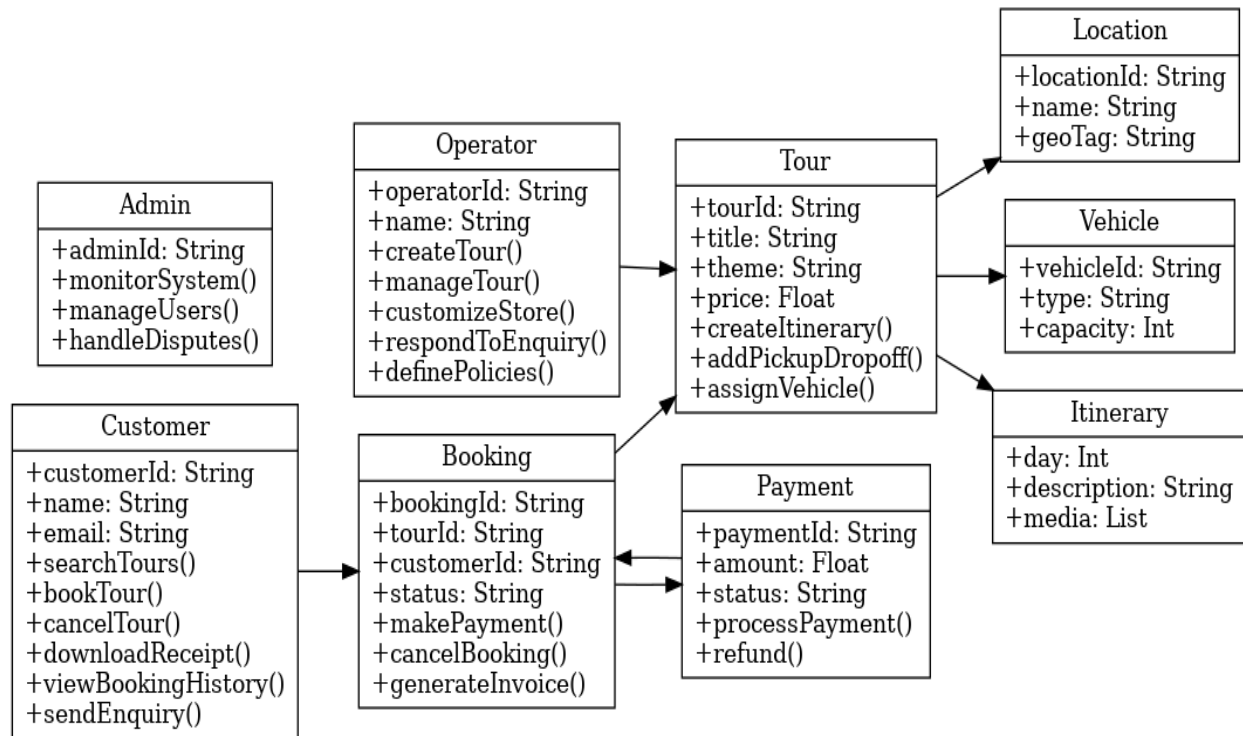 Admin
+adminId: String
+monitorSystem()
+manageUsers()
+handleDisputes()
Customer
+customerId: String
+name: String
+email: String
+searchTours()
+bookTour()
+cancelTour()
+downloadReceipt()
+viewBookingHistory()
+sendEnquiry()
Operator
+operatorId: String
+name: String
+createTour()
+manageTour()
+customizeStore()
+respondToEnquiry()
+definePolicies()
Booking
+bookingId: String
+tourId: String
+customerId: String
+status: String
+makePayment()
+cancelBooking()
+generateInvoice()
Tour
+tourId: String
+title: String
+theme: String
+price: Float
+createItinerary()
+addPickupDropoff()
+assignVehicle()
Payment
+paymentId: String
+amount: Float
+status: String
+processPayment()
+refund()
Location
+locationId: String
+name: String
+geoTag: String
Vehicle
+vehicleId: String
+type: String
+capacity: Int
Itinerary
+day: Int
+description: String
+media: List